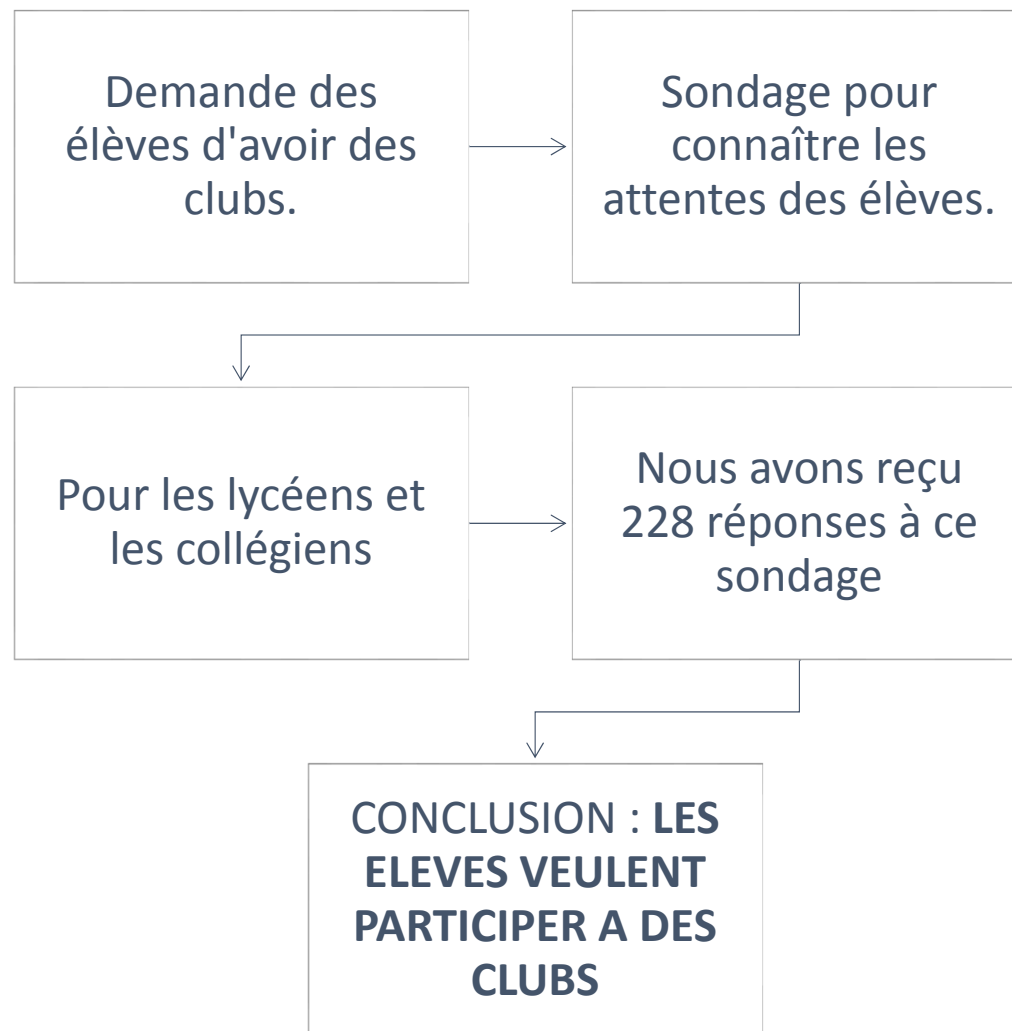 Demande des
élèves d'avoir des
clubs.
Sondage pour
connaître les
attentes des élèves.
Pour les lycéens et
les collégiens
Nous avons reçu
228 réponses à ce
sondage
CONCLUSION : LES
ELEVES VEULENT
PARTICIPER A DES
CLUBS